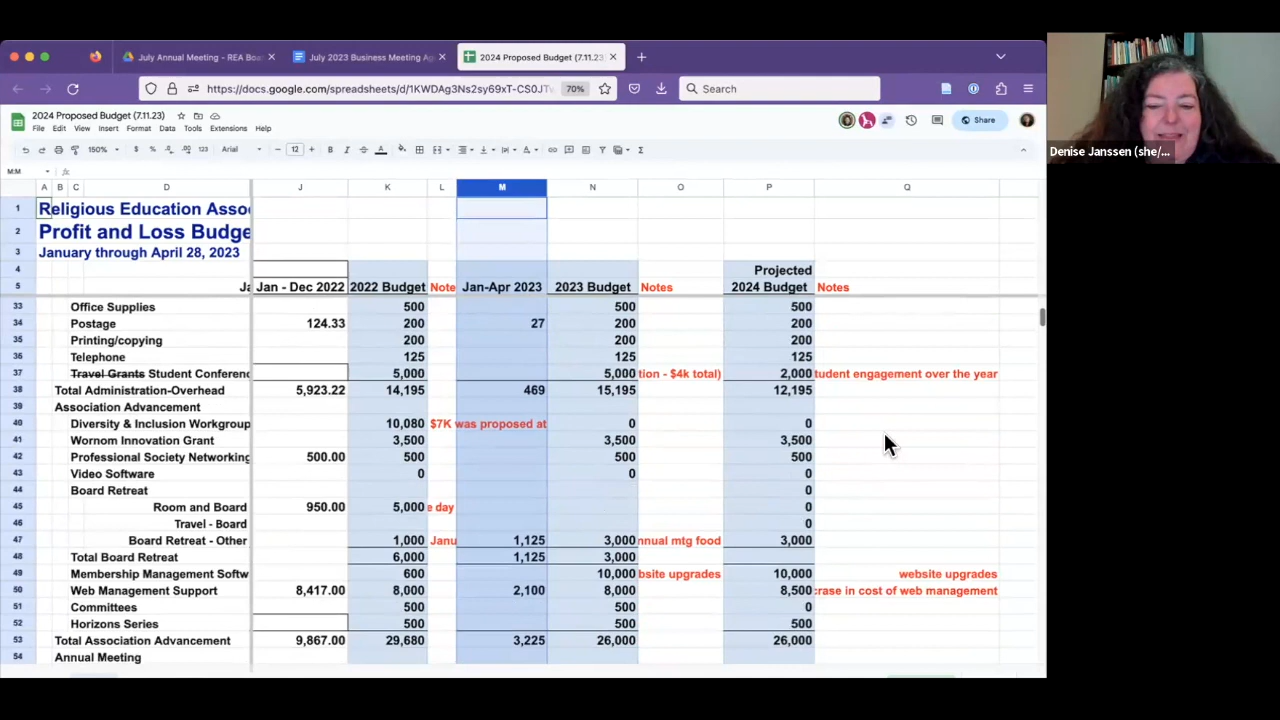 July Annual Meeting - REA Boa
July 2023 Business Meeting Ag
2024 Proposed Budget (7.11.23)
https://docs.google.com/spreadsheets/d/1KWDAg3Ns2sy69xT-CS0JT
70%
Search
2024 Proposed Budget (7.11.23)
File Edit View Insert Format Data Tools Extensions Help
Share
150% $ % .0 .00 123 Arial 12
M:M fx
A B C D J K L M N O P Q
1 Religious Education Asso
2 Profit and Loss Budge
3 January through April 28, 2023
4 Projected
5 Ja Jan - Dec 2022 2022 Budget Note Jan-Apr 2023 2023 Budget Notes 2024 Budget Notes
33 Office Supplies 500 500 500
34 Postage 124.33 200 27 200 200
35 Printing/copying 200 200 200
36 Telephone 125 125 125
37 Travel Grants Student Conferenc 5,000 5,000 tion - $4k total) 2,000 tudent engagement over the year
38 Total Administration-Overhead 5,923.22 14,195 469 15,195 12,195
39 Association Advancement
40 Diversity & Inclusion Workgroup 10,080 $7K was proposed at 0 0
41 Wornom Innovation Grant 3,500 3,500 3,500
42 Professional Society Networking 500.00 500 500 500
43 Video Software 0 0 0
44 Board Retreat 0
45 Room and Board 950.00 5,000 e day 0
46 Travel - Board 0
47 Board Retreat - Other 1,000 Janu 1,125 3,000 nnual mtg food 3,000
48 Total Board Retreat 6,000 1,125 3,000
49 Membership Management Softw 600 10,000 bsite upgrades 10,000 website upgrades
50 Web Management Support 8,417.00 8,000 2,100 8,000 8,500 crase in cost of web management
51 Committees 500 500 0
52 Horizons Series 500 500 500
53 Total Association Advancement 9,867.00 29,680 3,225 26,000 26,000
54 Annual Meeting
Denise Janssen (she/...